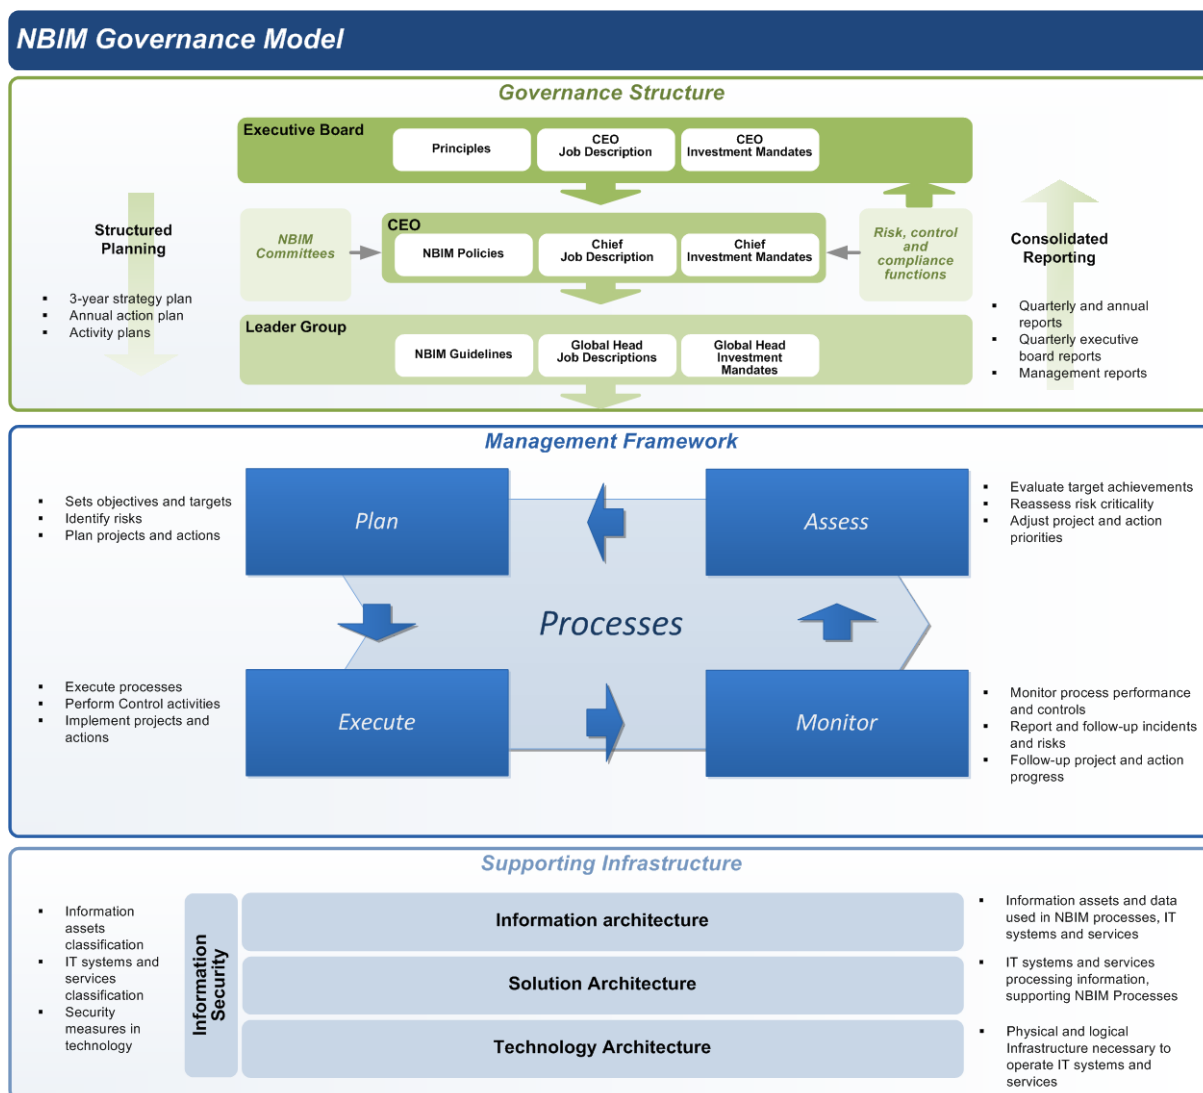 NBIM Governance Model
Governance Structure
Executive Board
Principles
CEO
Job Description
CEO
Investment Mandates
Structured
Planning
▪ 3-year strategy plan
▪ Annual action plan
▪ Activity plans
NBIM
Committees
CEO
NBIM Policies
Chief
Job Description
Chief
Investment Mandates
Risk, control
and
compliance
functions
Consolidated
Reporting
▪ Quarterly and annual
reports
▪ Quarterly executive
board reports
▪ Management reports
Leader Group
NBIM Guidelines
Global Head
Job Descriptions
Global Head
Investment
Mandates
Management Framework
▪ Sets objectives and targets
▪ Identify risks
▪ Plan projects and actions
Plan
Assess
▪ Evaluate target achievements
▪ Reassess risk criticality
▪ Adjust project and action
priorities
Processes
▪ Execute processes
▪ Perform Control activities
▪ Implement projects and
actions
Execute
Monitor
▪ Monitor process performance
and controls
▪ Report and follow-up incidents
and risks
▪ Follow-up project and action
progress
Supporting Infrastructure
▪ Information
assets
classification
▪ IT systems and
services
classification
▪ Security
measures in
technology
Information
Security
Information architecture
Solution Architecture
Technology Architecture
▪ Information assets and data
used in NBIM processes, IT
systems and services
▪ IT systems and services
processing information,
supporting NBIM Processes
▪ Physical and logical
Infrastructure necessary to
operate IT systems and
services